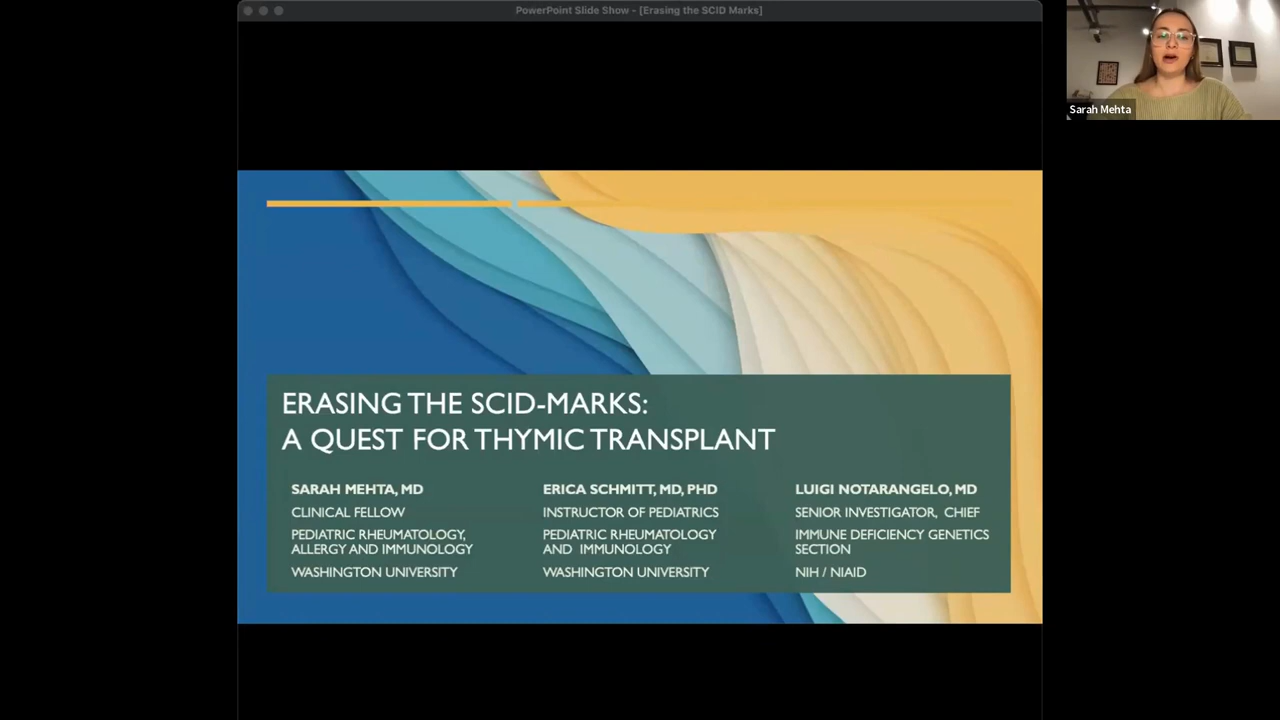 PowerPoint Slide Show - [Erasing the SCID Marks]
Sarah Mehta
ERASING THE SCID-MARKS:
A QUEST FOR THYMIC TRANSPLANT
SARAH MEHTA, MD
CLINICAL FELLOW
PEDIATRIC RHEUMATOLOGY,
ALLERGY AND IMMUNOLOGY
WASHINGTON UNIVERSITY
ERICA SCHMITT, MD, PHD
INSTRUCTOR OF PEDIATRICS
PEDIATRIC RHEUMATOLOGY
AND IMMUNOLOGY
WASHINGTON UNIVERSITY
LUIGI NOTARANGELO, MD
SENIOR INVESTIGATOR, CHIEF
IMMUNE DEFICIENCY GENETICS
SECTION
NIH / NIAID